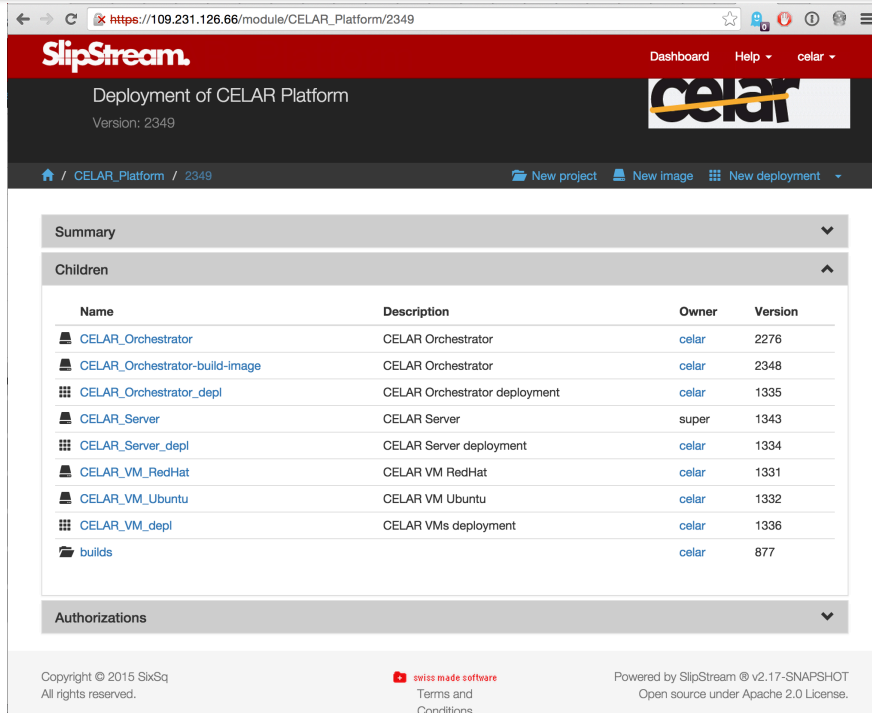 https://109.231.126.66/module/CELAR_Platform/2349
0
SlipStream. Dashboard Help celar
Deployment of CELAR Platform
Version: 2349
celar
/ CELAR_Platform / 2349 New project New image New deployment
Summary
Children
Name Description Owner Version
CELAR_Orchestrator CELAR Orchestrator celar 2276
CELAR_Orchestrator-build-image CELAR Orchestrator celar 2348
CELAR_Orchestrator_depl CELAR Orchestrator deployment celar 1335
CELAR_Server CELAR Server super 1343
CELAR_Server_depl CELAR Server deployment celar 1334
CELAR_VM_RedHat CELAR VM RedHat celar 1331
CELAR_VM_Ubuntu CELAR VM Ubuntu celar 1332
CELAR_VM_depl CELAR VMs deployment celar 1336
builds celar 877
Authorizations
Copyright © 2015 SixSq swiss made software Powered by SlipStream ® v2.17-SNAPSHOT
All rights reserved. Terms and Open source under Apache 2.0 License.
Conditions